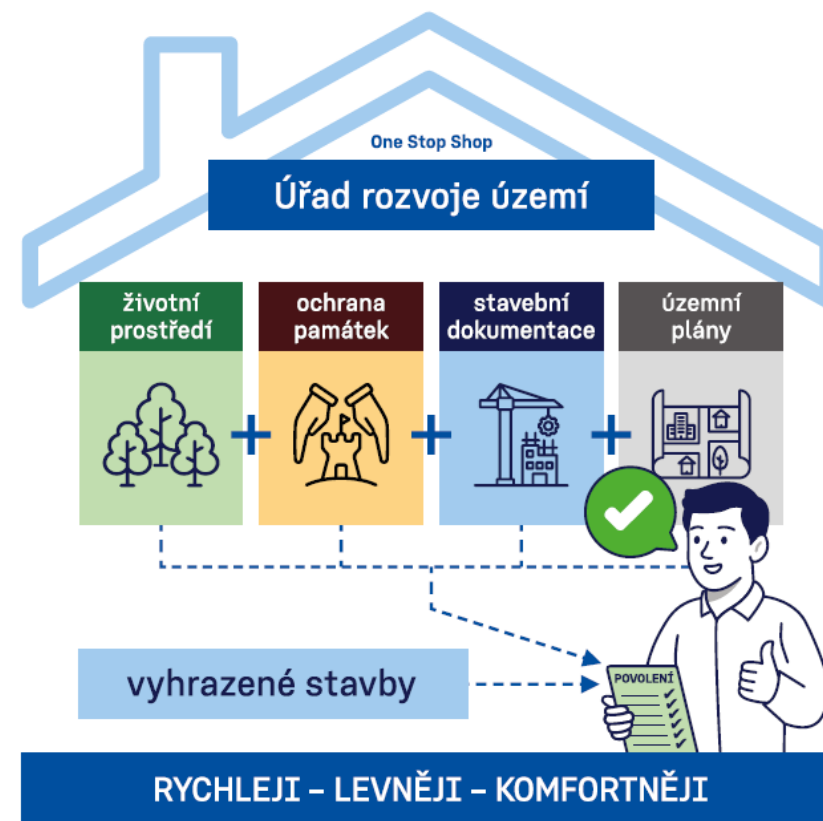 One Stop Shop
Úřad rozvoje území
životní
prostředí
ochrana
památek
stavební
dokumentace
územní
plány
POVOLENÍ
vyhrazené stavby
RYCHLEJI – LEVNĚJI – KOMFORTNĚJI